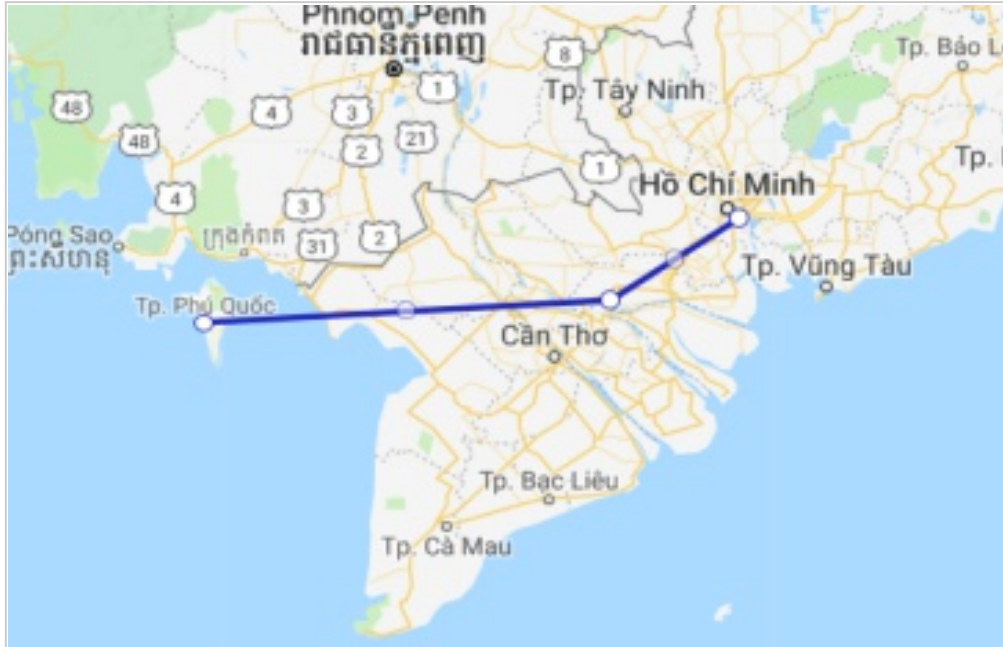 Phnom Penh
រាជធានីភ្នំពេញ
8
Tp. Bảo L
48
4
3
1
Tp. Tây Ninh
48
2
21
1
Tp.
4
3
Hồ Chí Minh
Póng Sao
31
2
Tp. Vũng Tàu
Tp. Phú Quốc
Cần Thơ
Tp. Bạc Liêu
Tp. Cà Mau